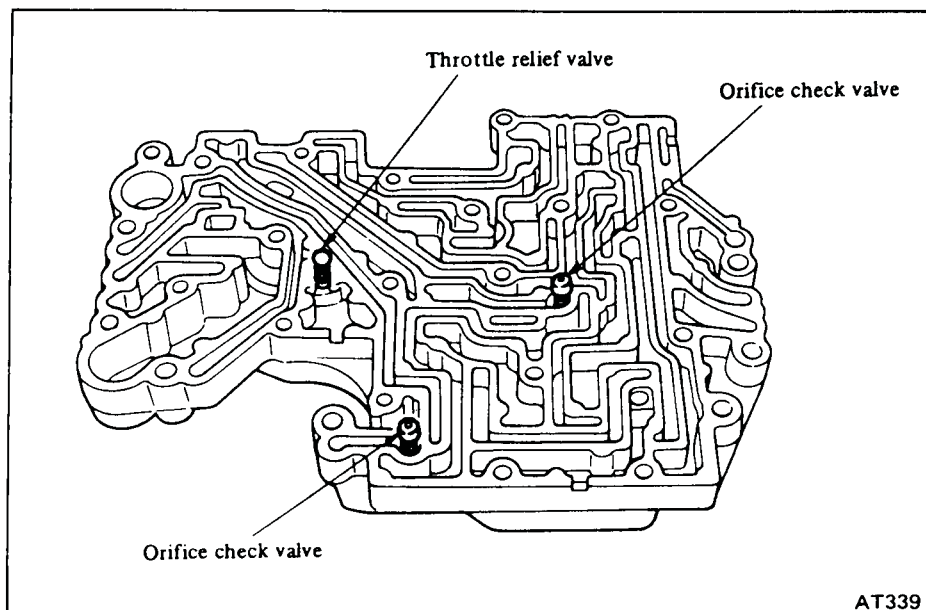 Throttle relief valve
Orifice check valve
Orifice check valve
AT339